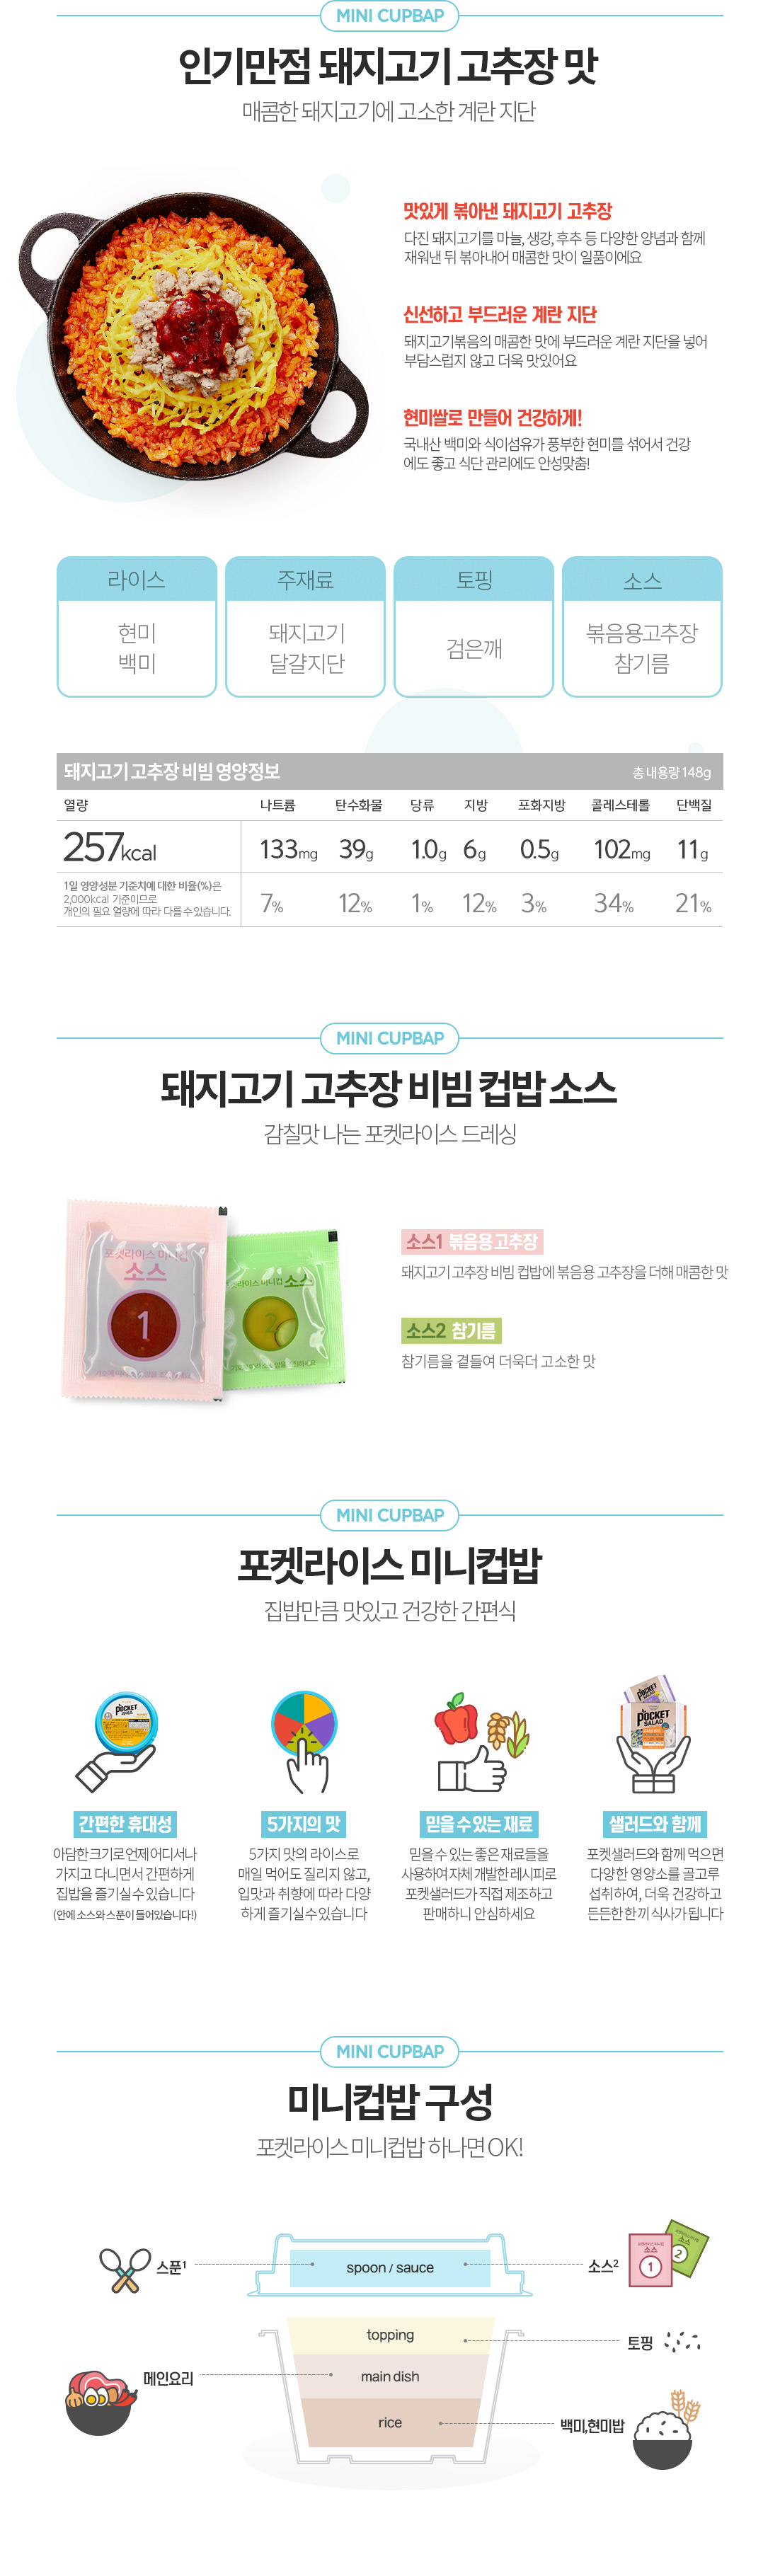 MINI CUPBAP
인기만점 돼지고기 고추장 맛
매콤한 돼지고기에 고소한 계란 지단
맛있게 볶아낸 돼지고기 고추장
다진 돼지고기를 마늘, 생강, 후추 등 다양한 양념과 함께
재워낸 뒤 볶아내어 매콤한 맛이 일품이에요
신선하고 부드러운 계란 지단
돼지고기볶음의 매콤한 맛에 부드러운 계란 지단을 넣어
부담스럽지 않고 더욱 맛있어요
현미쌀로 만들어 건강하게!
국내산 백미와 식이섬유가 풍부한 현미를 섞어서 건강
에도 좋고 식단 관리에도 안성맞춤!
라이스 주재료 토핑 소스
현미 돼지고기 검은깨 볶음용고추장
백미 달걀지단 참기름
돼지고기 고추장 비빔 영양정보 총 내용량 148g
열량 나트륨 탄수화물 당류 지방 포화지방 콜레스테롤 단백질
257kcal 133mg 39g 1.0g 6g 0.5g 102mg 11g
1일 영양성분 기준치에 대한 비율(%)은
2,000kcal 기준이므로
개인의 필요 열량에 따라 다를 수 있습니다.
7% 12% 1% 12% 3% 34% 21%
MINI CUPBAP
돼지고기 고추장 비빔 컵밥 소스
감칠맛 나는 포켓라이스 드레싱
포켓라이스 미니컵
소스
1
포켓라이스 미니컵 소스
2
소스1 볶음용 고추장
돼지고기 고추장 비빔 컵밥에 볶음용 고추장을 더해 매콤한 맛
소스2 참기름
참기름을 곁들여 더욱더 고소한 맛
MINI CUPBAP
포켓라이스 미니컵밥
집밥만큼 맛있고 건강한 간편식
POCKET
POCKET
POCKET
SALAD
간편한 휴대성
아담한 크기로 언제 어디서나
가지고 다니면서 간편하게
집밥을 즐기실 수 있습니다
(안에 소스와 스푼이 들어있습니다!)
5가지의 맛
5가지 맛의 라이스로
매일 먹어도 질리지 않고,
입맛과 취향에 따라 다양
하게 즐기실 수 있습니다
믿을 수 있는 재료
믿을 수 있는 좋은 재료들을
사용하여 자체 개발한 레시피로
포켓샐러드가 직접 제조하고
판매하니 안심하세요
샐러드와 함께
포켓샐러드와 함께 먹으면
다양한 영양소를 골고루
섭취하여, 더욱 건강하고
든든한 한 끼 식사가 됩니다
MINI CUPBAP
미니컵밥 구성
포켓라이스 미니컵밥 하나면 OK!
스푼1
spoon / sauce
소스2
소스
1
소스
2
topping
토핑
메인요리
main dish
rice
백미,현미밥